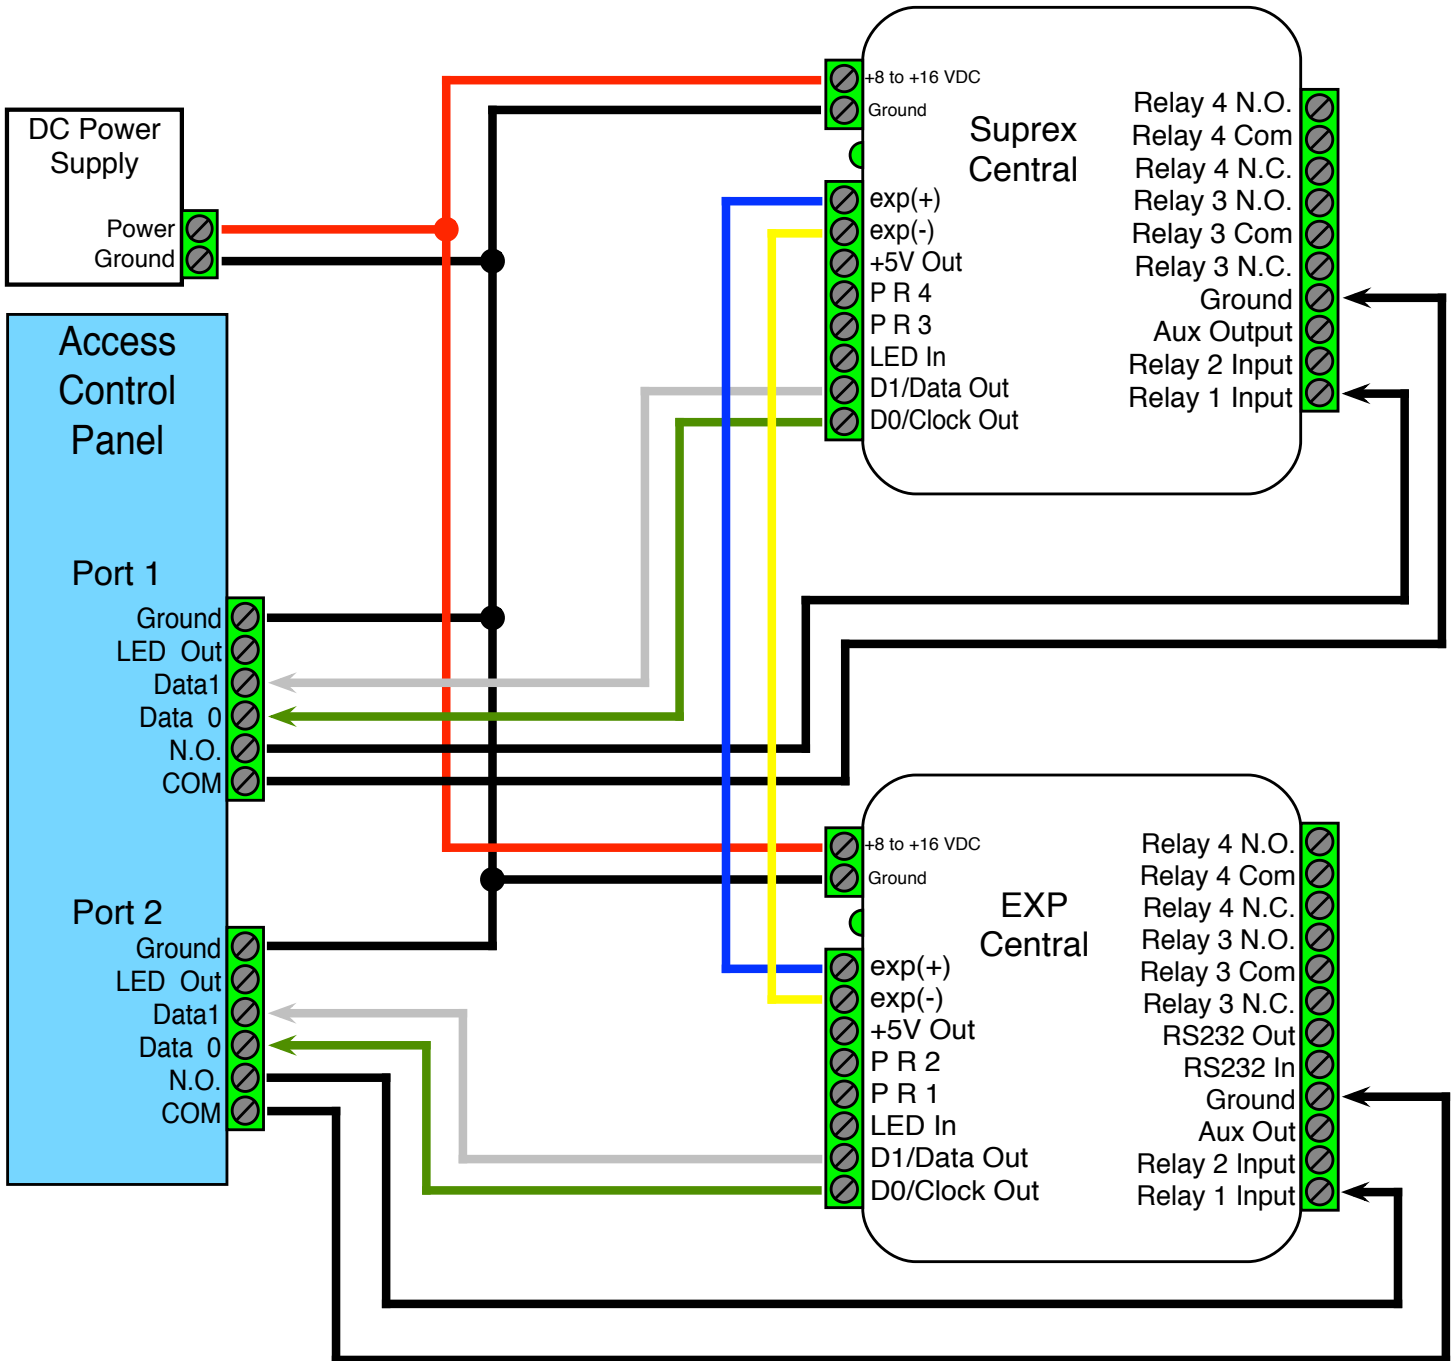 DC Power
Supply
Power
Ground
Access
Control
Panel
Port 1
Ground
LED Out
Data1
Data 0
N.O.
COM
Port 2
Ground
LED Out
Data1
Data 0
N.O.
COM
+8 to +16 VDC
Ground
Suprex
Central
exp(+)
exp(-)
+5V Out
P R 4
P R 3
LED In
D1/Data Out
D0/Clock Out
Relay 4 N.O.
Relay 4 Com
Relay 4 N.C.
Relay 3 N.O.
Relay 3 Com
Relay 3 N.C.
Ground
Aux Output
Relay 2 Input
Relay 1 Input
+8 to +16 VDC
Ground
EXP
Central
exp(+)
exp(-)
+5V Out
P R 2
P R 1
LED In
D1/Data Out
D0/Clock Out
Relay 4 N.O.
Relay 4 Com
Relay 4 N.C.
Relay 3 N.O.
Relay 3 Com
Relay 3 N.C.
RS232 Out
RS232 In
Ground
Aux Out
Relay 2 Input
Relay 1 Input